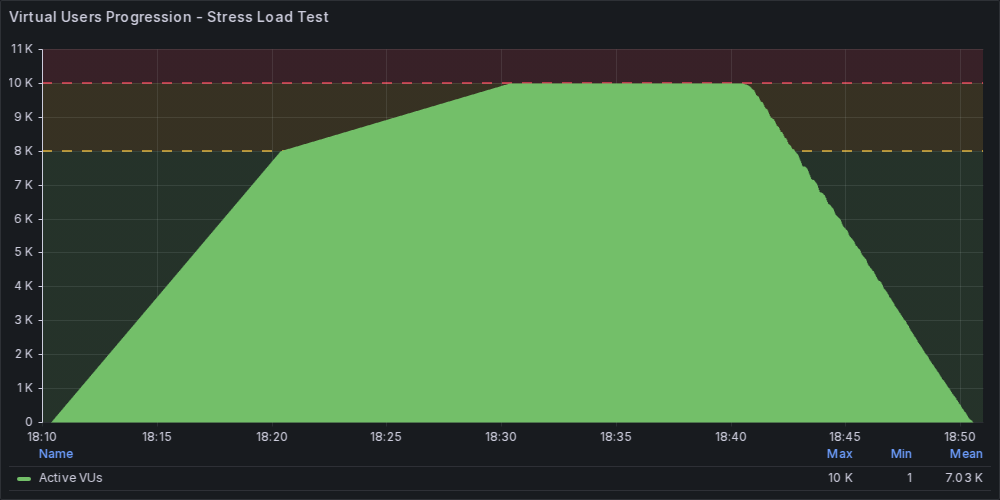 Virtual Users Progression - Stress Load Test
11 K
10 K
9 K
8 K
7 K
6 K
5 K
4 K
3 K
2 K
1 K
0
18:10 18:15 18:20 18:25 18:30 18:35 18:40 18:45 18:50
Name Max Min Mean
Active VUs 10 K 1 7.03 K